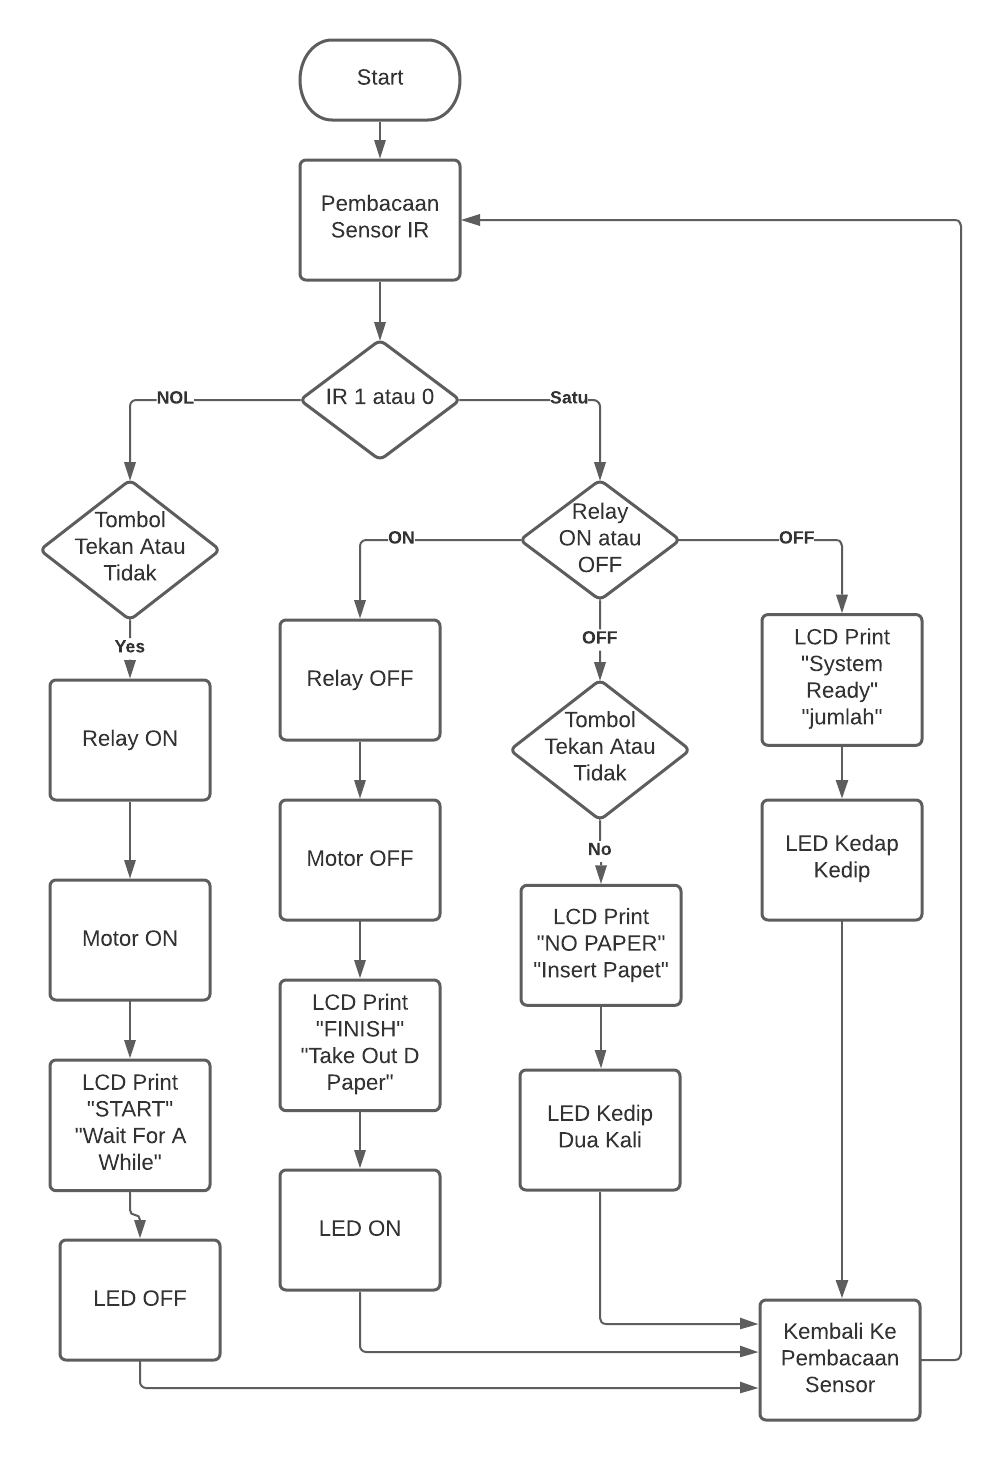 Start
Pembacaan
Sensor IR
IR 1 atau 0
NOL
Satu
Tombol
Tekan Atau
Tidak
Yes
Relay ON
Motor ON
LCD Print
"START"
"Wait For A
While"
LED OFF
Relay
ON atau
OFF
ON
OFF
OFF
Relay OFF
Motor OFF
LCD Print
"FINISH"
"Take Out D
Paper"
LED ON
Tombol
Tekan Atau
Tidak
No
LCD Print
"NO PAPER"
"Insert Papet"
LED Kedip
Dua Kali
LCD Print
"System
Ready"
"jumlah"
LED Kedap
Kedip
Kembali Ke
Pembacaan
Sensor